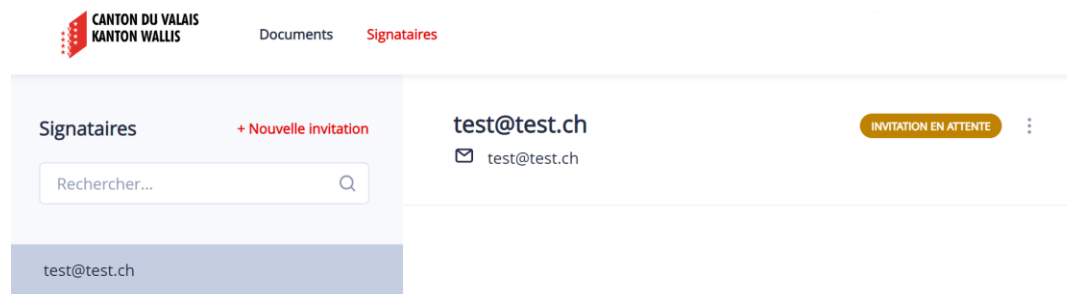 CANTON DU VALAIS
KANTON WALLIS
Documents
Signataires
Signataires
+ Nouvelle invitation
Rechercher...
test@test.ch
test@test.ch
INVITATION EN ATTENTE
test@test.ch